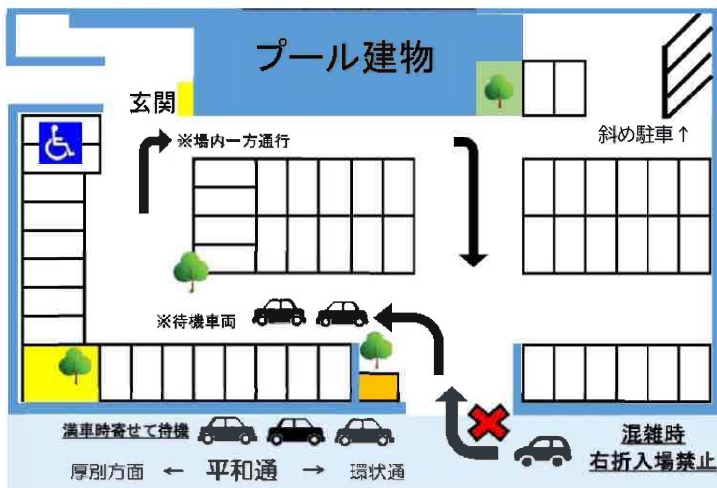 プール建物
玄関
※場内一方通行
斜め駐車↑
※待機車両
満車時寄せて待機
混雑時
右折入場禁止
厚別方面 ← 平和通 → 環状通